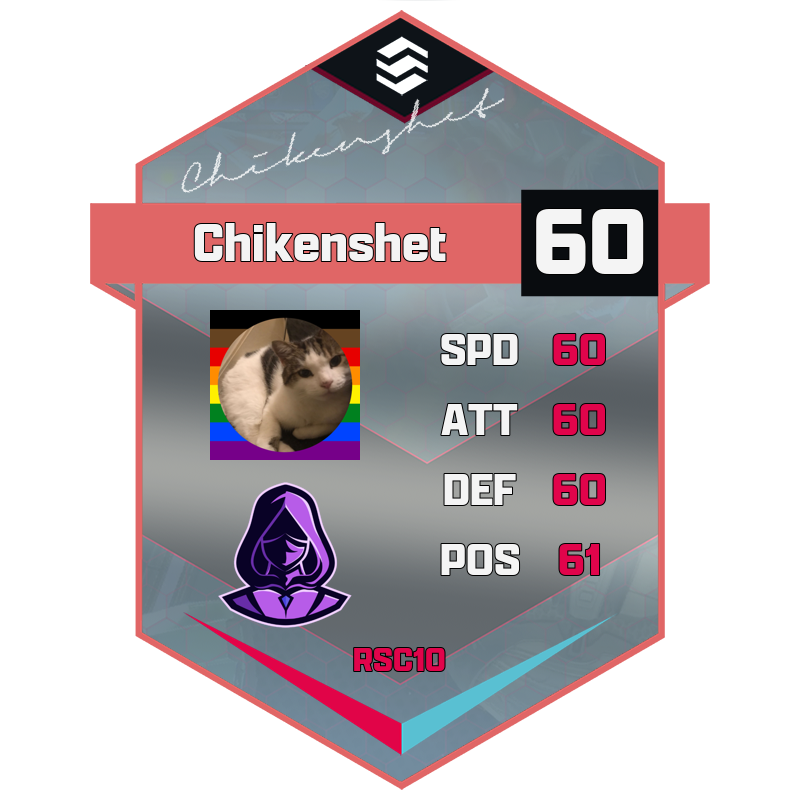 Chikenshet
Chikenshet 60
SPD 60
ATT 60
DEF 60
POS 61
RSC10